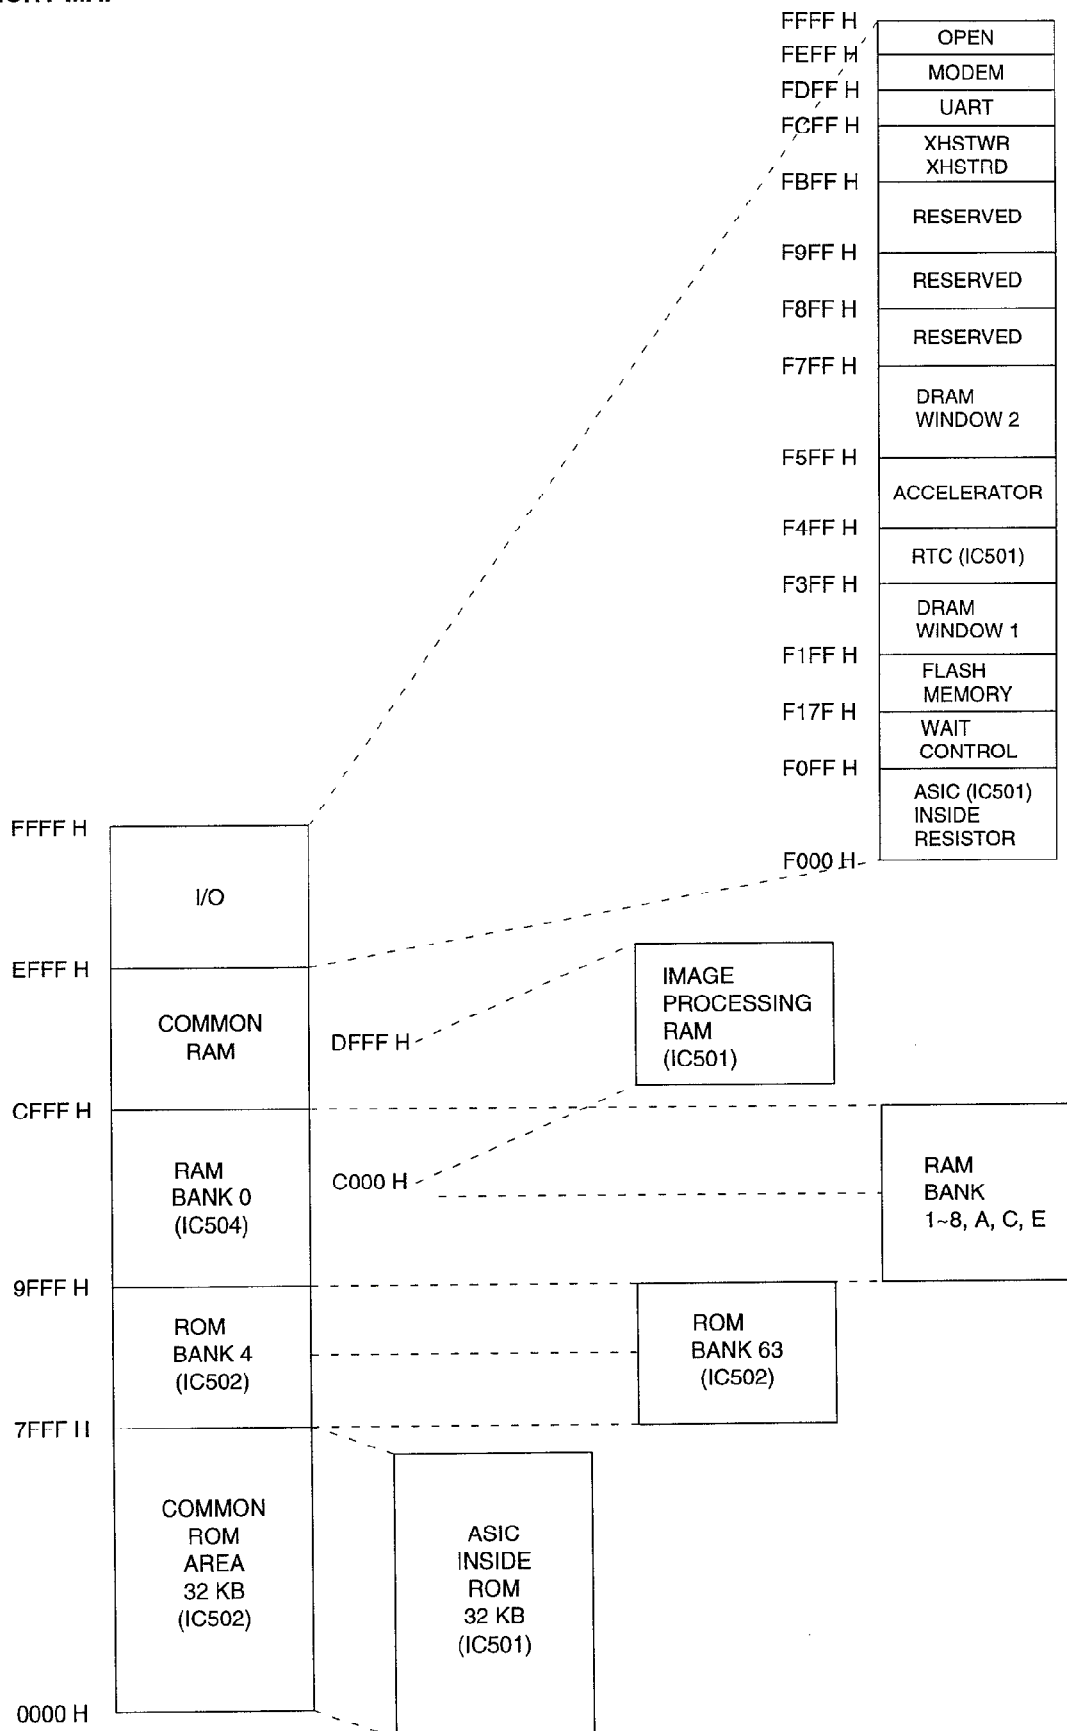 FFFF H
OPEN
FEFF H
MODEM
FDFF H
UART
FCFF H
XHSTWR
XHSTRD
FBFF H
RESERVED
F9FF H
RESERVED
F8FF H
RESERVED
F7FF H
DRAM
WINDOW 2
F5FF H
ACCELERATOR
F4FF H
RTC (IC501)
F3FF H
DRAM
WINDOW 1
F1FF H
FLASH
MEMORY
F17F H
WAIT
CONTROL
F0FF H
ASIC (IC501)
INSIDE
RESISTOR
F000 H
FFFF H
I/O
EFFF H
COMMON
RAM
DFFF H
IMAGE
PROCESSING
RAM
(IC501)
CFFF H
RAM
BANK 0
(IC504)
C000 H
RAM
BANK
1~8, A, C, E
9FFF H
ROM
BANK 4
(IC502)
ROM
BANK 63
(IC502)
7FFF H
COMMON
ROM
AREA
32 KB
(IC502)
ASIC
INSIDE
ROM
32 KB
(IC501)
0000 H